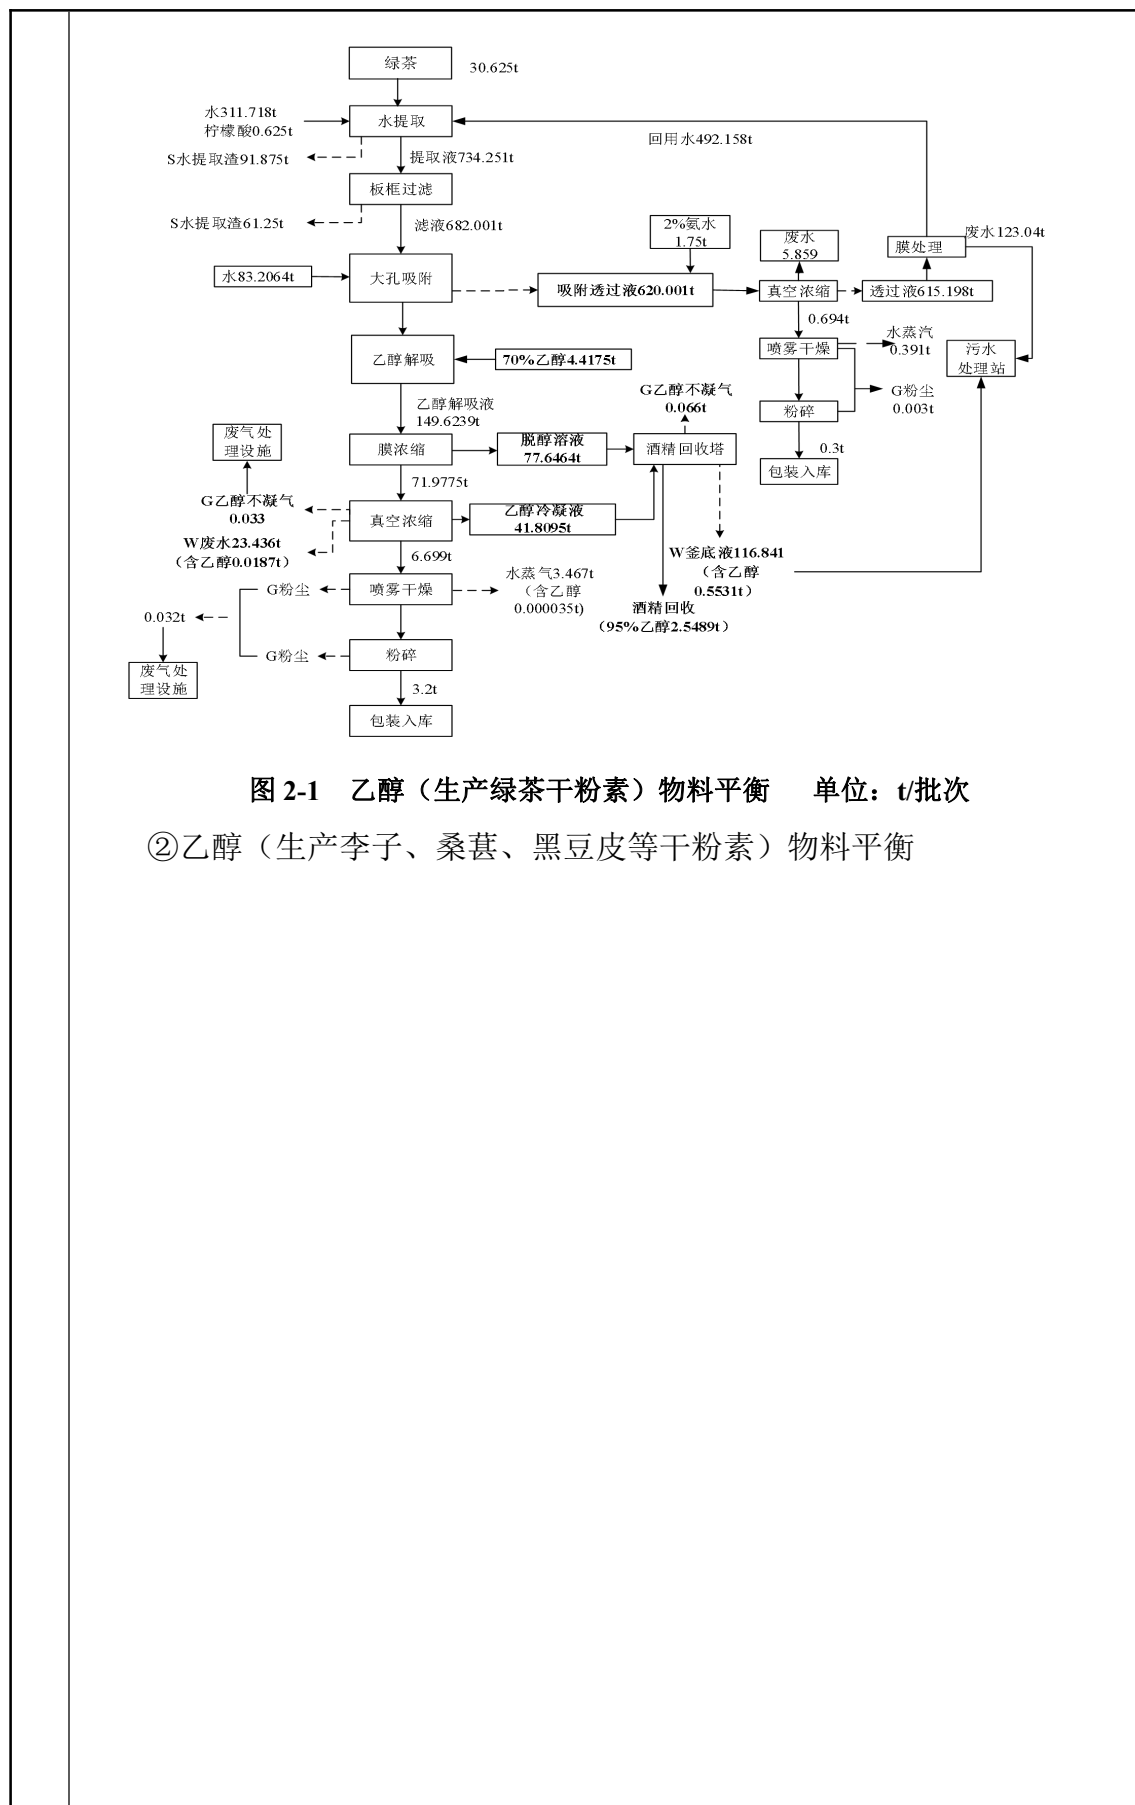 绿茶
30.625t
水311.718t
柠檬酸0.625t
水提取
回用水492.158t
S水提取渣91.875t
提取液734.251t
板框过滤
S水提取渣61.25t
滤液682.001t
2%氨水
1.75t
废水
5.859
废水123.04t
膜处理
水83.2064t
大孔吸附
吸附透过液620.001t
真空浓缩
透过液615.198t
0.694t
水蒸汽
0.391t
喷雾干燥
污水
处理站
乙醇解吸
70%乙醇4.4175t
G粉尘
0.003t
G乙醇不凝气
0.066t
粉碎
乙醇解吸液
149.6239t
废气处
理设施
脱醇溶液
77.6464t
0.3t
膜浓缩
酒精回收塔
包装入库
71.9775t
G乙醇不凝气
0.033
真空浓缩
乙醇冷凝液
41.8095t
W废水23.436t
（含乙醇0.0187t）
6.699t
W釜底液116.841
（含乙醇
0.5531t）
水蒸气3.467t
（含乙醇
0.000035t）
G粉尘
喷雾干燥
酒精回收
（95%乙醇2.5489t）
0.032t
G粉尘
粉碎
废气处
理设施
3.2t
包装入库
图 2-1 乙醇（生产绿茶干粉素）物料平衡 单位：t/批次
②乙醇（生产李子、桑葚、黑豆皮等干粉素）物料平衡